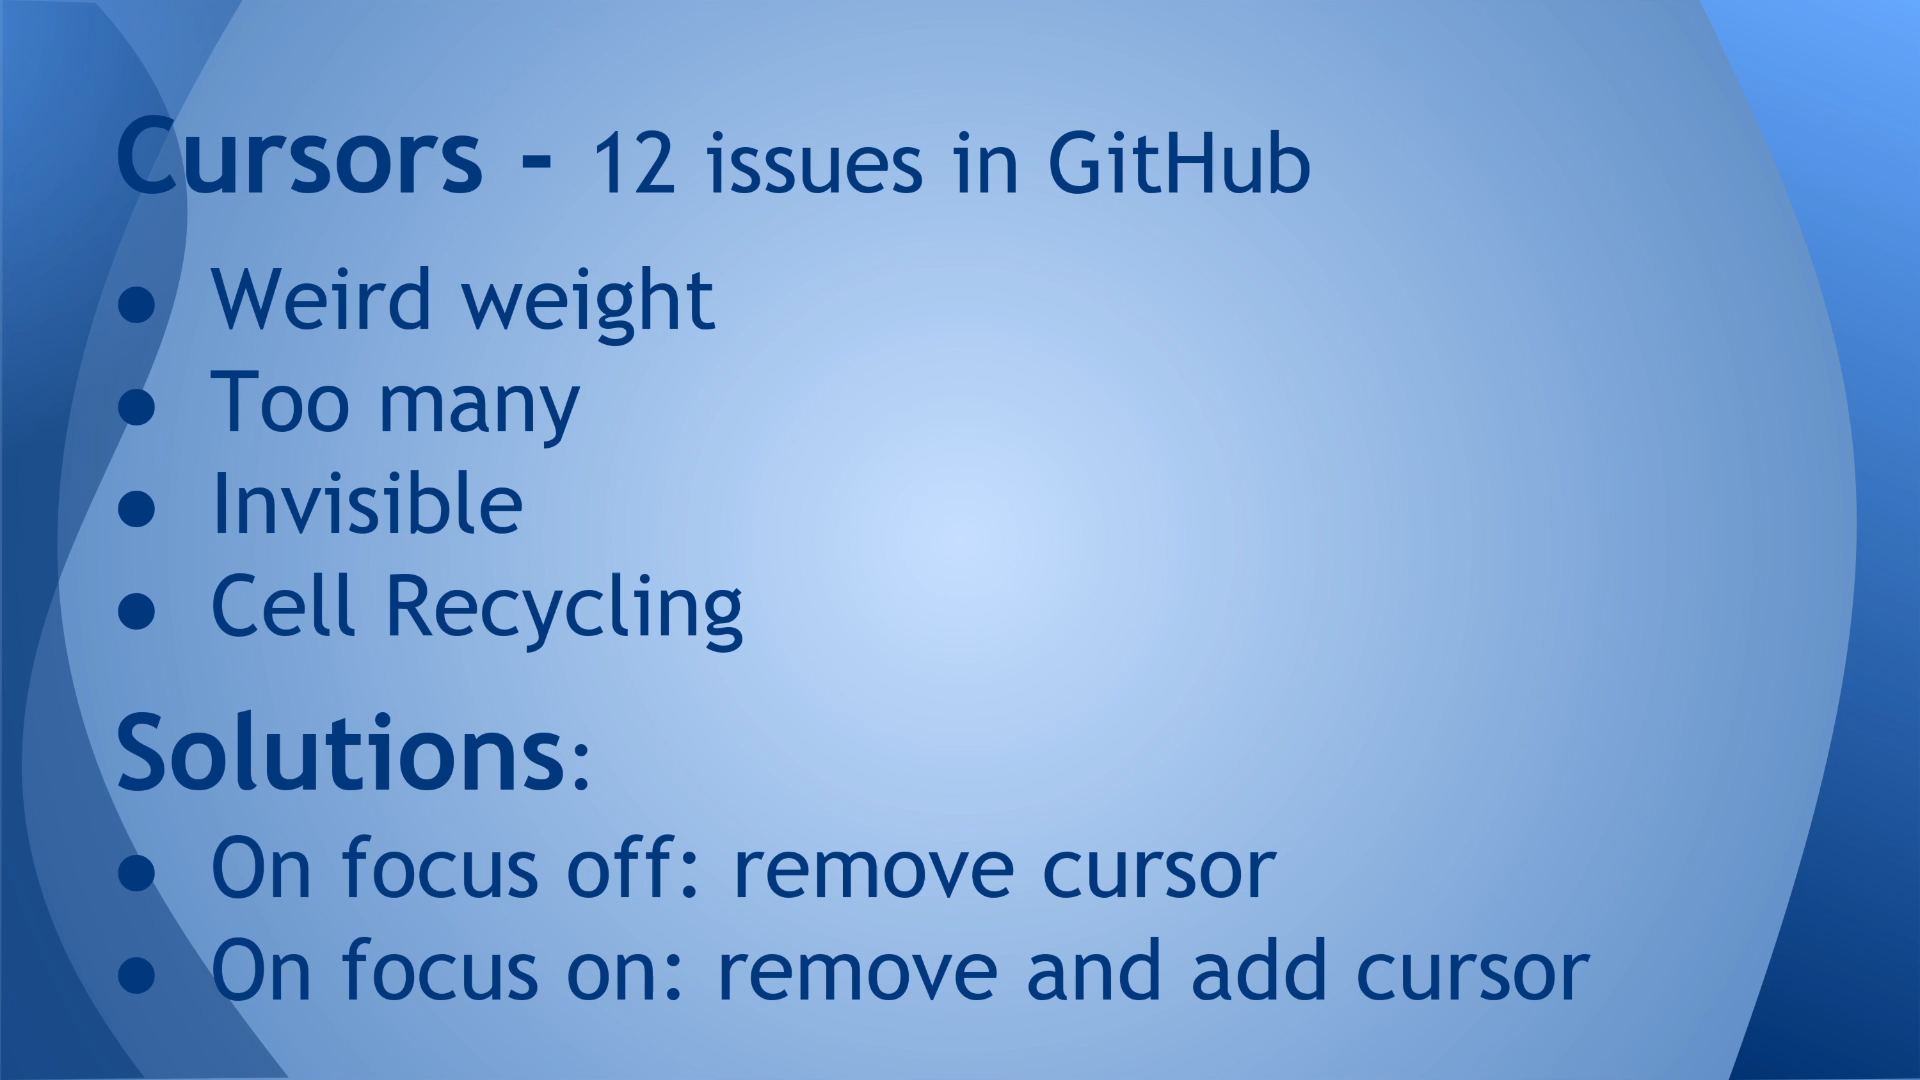 Cursors - 12 issues in GitHub
● Weird weight
● Too many
● Invisible
● Cell Recycling
Solutions:
● On focus off: remove cursor
● On focus on: remove and add cursor